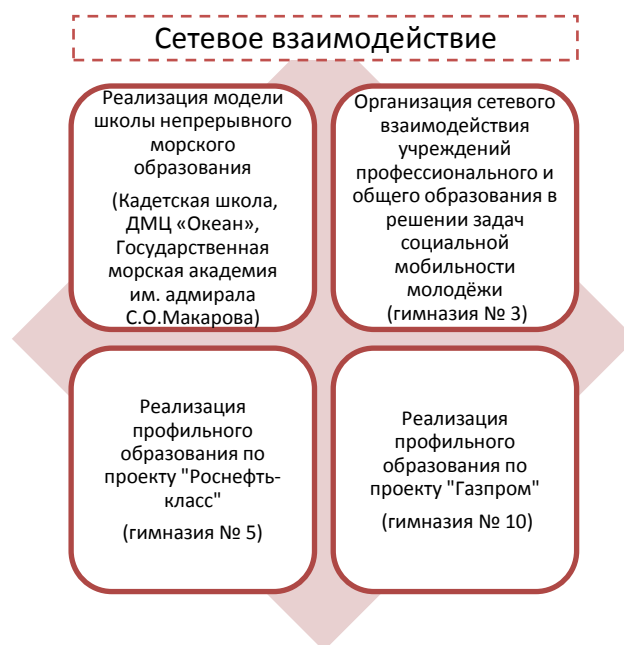 Сетевое взаимодействие
Реализация модели
школы непрерывного
морского
образования
(Кадетская школа,
ДМЦ «Океан»,
Государственная
морская академия
им. адмирала
С.О.Макарова)
Организация сетевого
взаимодействия
учреждений
профессионального и
общего образования в
решении задач
социальной
мобильности
молодёжи
(гимназия № 3)
Реализация
профильного
образования по
проекту "Роснефть-
класс"
(гимназия № 5)
Реализация
профильного
образования по
проекту "Газпром"
(гимназия № 10)